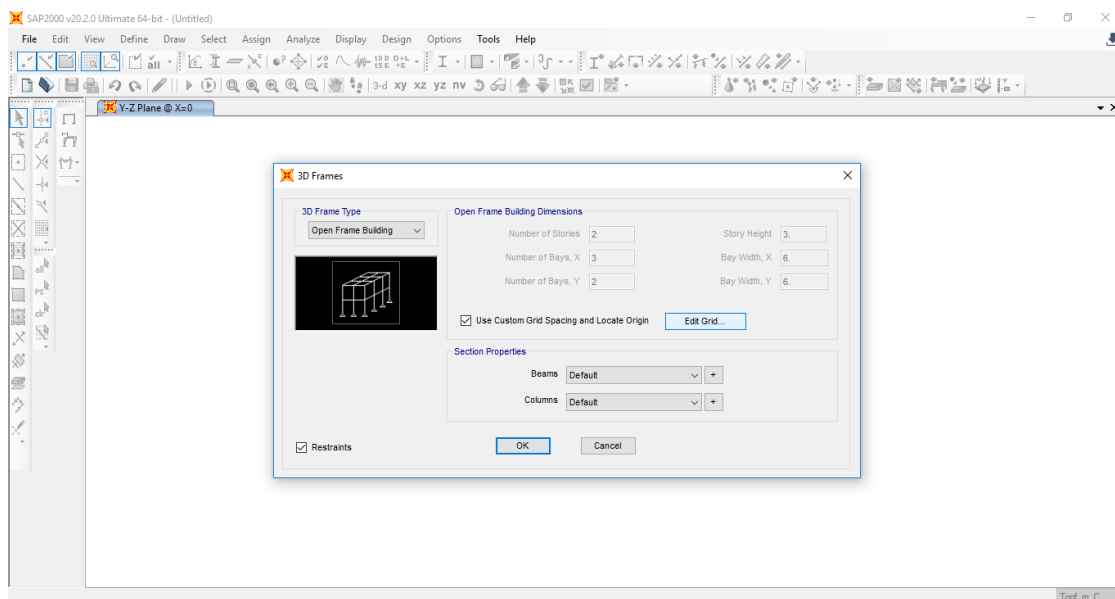 SAP2000 v20.2.0 Ultimate 64-bit - (Untitled)
File Edit View Define Draw Select Assign Analyze Display Design Options Tools Help
3-d xy xz yz nv
Y-Z Plane @ X=0
all
PS
clr
3D Frames
3D Frame Type
Open Frame Building
Open Frame Building Dimensions
Number of Stories 2 Story Height 3.
Number of Bays, X 3 Bay Width, X 6.
Number of Bays, Y 2 Bay Width, Y 6.
Use Custom Grid Spacing and Locate Origin Edit Grid...
Section Properties
Beams Default +
Columns Default +
Restraints OK Cancel
Tonf, m, C